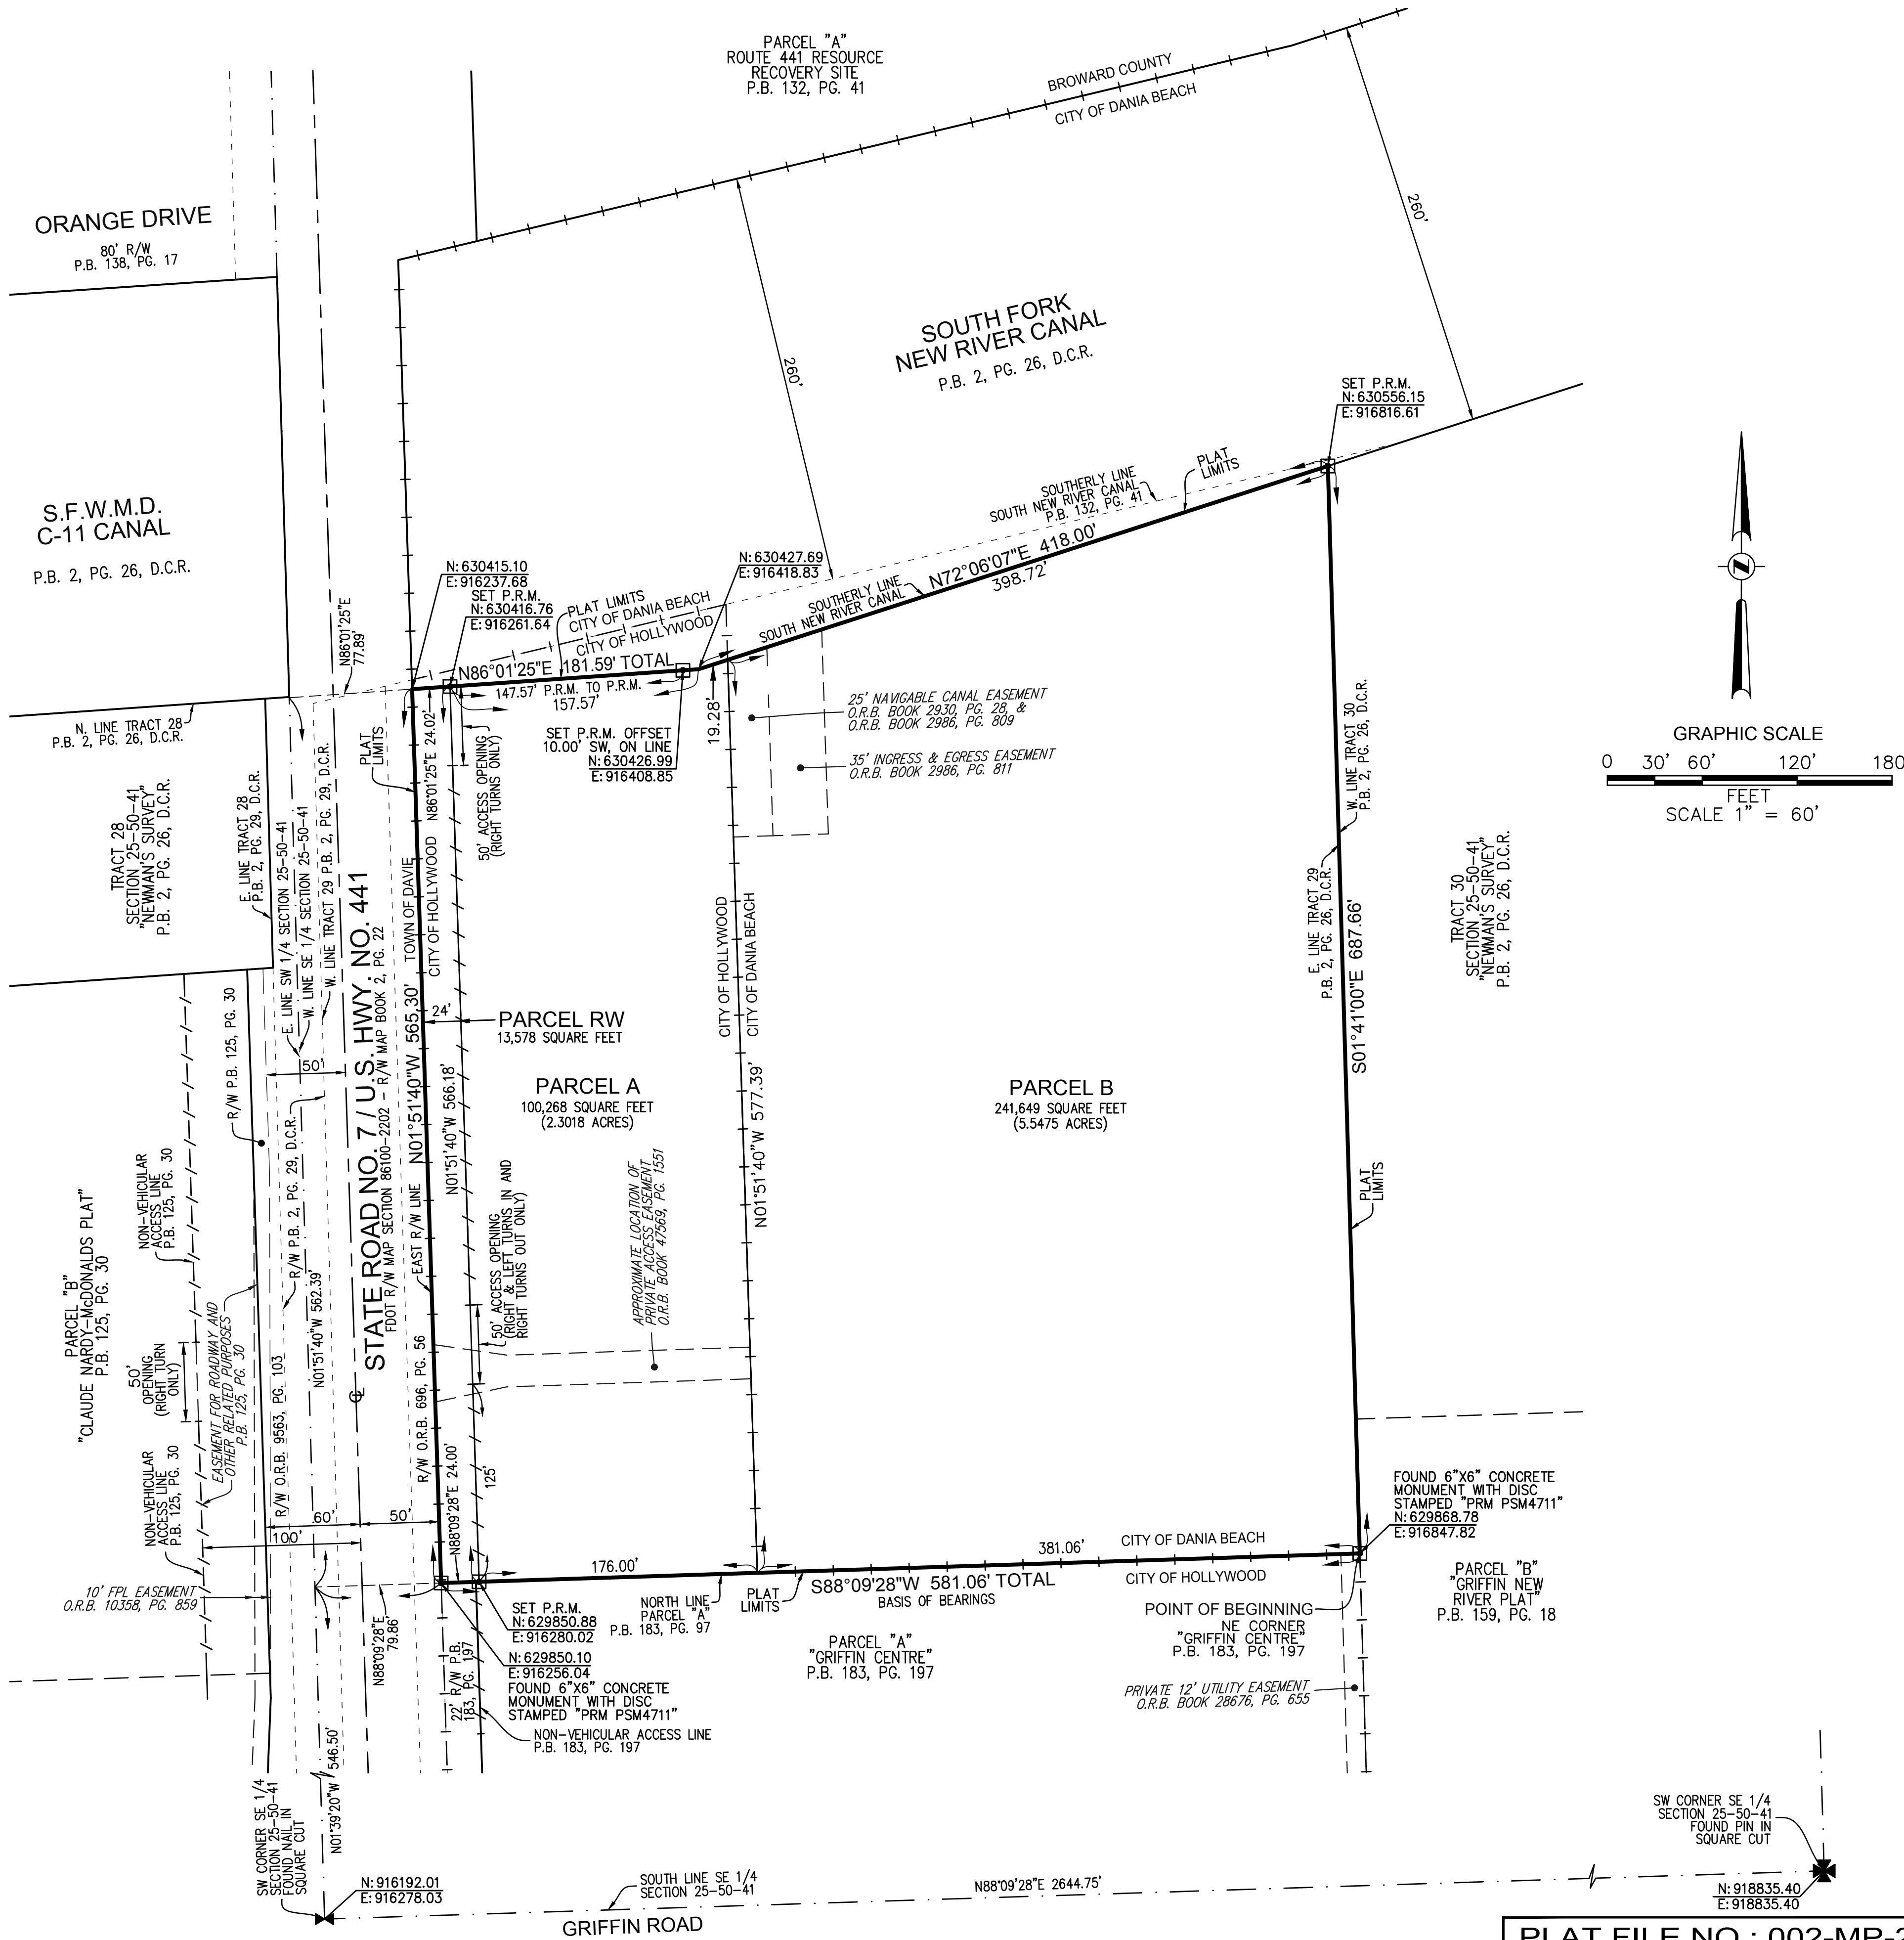 PARCEL "A"
ROUTE 441 RESOURCE
RECOVERY SITE
P.B. 132, PG. 41
BROWARD COUNTY
CITY OF DANIA BEACH
ORANGE DRIVE
80' R/W
P.B. 138, PG. 17
260'
260'
SOUTH FORK
NEW RIVER CANAL
P.B. 2, PG. 26, D.C.R.
SET P.R.M.
N: 630556.15
E: 916816.61
S.F.W.M.D.
C-11 CANAL
P.B. 2, PG. 26, D.C.R.
PLAT
LIMITS
SOUTHERLY LINE
SOUTH NEW RIVER CANAL
P.B. 132, PG. 41
N72°06'07"E 418.00'
398.72'
SOUTHERLY LINE
SOUTH NEW RIVER CANAL
N: 630427.69
E: 916418.83
N: 630415.10
E: 916237.68
SET P.R.M.
N: 630416.76
E: 916261.64
PLAT LIMITS
CITY OF DANIA BEACH
CITY OF HOLLYWOOD
N86°01'25"E
77.89'
N86°01'25"E 181.59' TOTAL
147.57' P.R.M. TO P.R.M.
157.57'
SET P.R.M. OFFSET
10.00' SW, ON LINE
N: 630426.99
E: 916408.85
19.28'
25' NAVIGABLE CANAL EASEMENT
O.R.B. BOOK 2930, PG. 28, &
O.R.B. BOOK 2986, PG. 809
35' INGRESS & EGRESS EASEMENT
O.R.B. BOOK 2986, PG. 811
N. LINE TRACT 28
P.B. 2, PG. 26, D.C.R.
TRACT 28
SECTION 25-50-41
"NEWMAN'S SURVEY"
P.B. 2, PG. 26, D.C.R.
E. LINE TRACT 28
P.B. 2, PG. 29, D.C.R.
E. LINE SW 1/4 SECTION 25-50-41
W. LINE SE 1/4 SECTION 25-50-41
W. LINE TRACT 29 P.B. 2, PG. 29, D.C.R.
PLAT
LIMITS
N86°01'25"E 24.02'
50' ACCESS OPENING
(RIGHT TURNS ONLY)
TOWN OF DAVIE
CITY OF HOLLYWOOD
STATE ROAD NO. 7 / U.S. HWY. NO. 441
FDOT R/W MAP SECTION 86100-2202 - R/W MAP BOOK 2, PG. 22
N01°51'40"W 565.30'
EAST R/W LINE
N01°51'40"W 566.18'
24'
PARCEL RW
13,578 SQUARE FEET
PARCEL A
100,268 SQUARE FEET
(2.3018 ACRES)
CITY OF HOLLYWOOD
CITY OF DANIA BEACH
N01°51'40"W 577.39'
PARCEL B
241,649 SQUARE FEET
(5.5475 ACRES)
W. LINE TRACT 30
P.B. 2, PG. 26, D.C.R.
E. LINE TRACT 29
P.B. 2, PG. 26, D.C.R.
S01°41'00"E 687.66'
PLAT
LIMITS
TRACT 30
SECTION 25-50-41
"NEWMAN'S SURVEY"
P.B. 2, PG. 26, D.C.R.
N
GRAPHIC SCALE
0 30' 60' 120' 180
FEET
SCALE 1" = 60'
R/W P.B. 125, PG. 30
50'
R/W P.B. 2, PG. 29, D.C.R.
N01°51'40"W 562.39'
R/W O.R.B. 9563, PG. 103
NON-VEHICULAR
ACCESS LINE
P.B. 125, PG. 30
PARCEL "B"
"CLAUDE NARDY-McDONALDS PLAT"
P.B. 125, PG. 30
50'
OPENING
(RIGHT TURN
ONLY)
EASEMENT FOR ROADWAY AND
OTHER RELATED PURPOSES
P.B. 125, PG. 30
NON-VEHICULAR
ACCESS LINE
P.B. 125, PG. 30
50' ACCESS OPENING
(RIGHT & LEFT TURNS IN AND
RIGHT TURNS OUT ONLY)
APPROXIMATE LOCATION OF
PRIVATE ACCESS EASEMENT
O.R.B. BOOK 47569, PG. 1551
R/W O.R.B. 696, PG. 56
125'
N88°09'28"E 24.00'
60'
50'
100'
10' FPL EASEMENT
O.R.B. 10358, PG. 859
N88°09'28"E
79.86'
176.00'
381.06'
CITY OF DANIA BEACH
CITY OF HOLLYWOOD
S88°09'28"W 581.06' TOTAL
BASIS OF BEARINGS
PLAT
LIMITS
NORTH LINE
PARCEL "A"
P.B. 183, PG. 97
SET P.R.M.
N: 629850.88
E: 916280.02
N: 629850.10
E: 916256.04
FOUND 6"X6" CONCRETE
MONUMENT WITH DISC
STAMPED "PRM PSM4711"
22' R/W P.B.
183, PG. 197
NON-VEHICULAR ACCESS LINE
P.B. 183, PG. 197
PARCEL "A"
"GRIFFIN CENTRE"
P.B. 183, PG. 197
POINT OF BEGINNING
NE CORNER
"GRIFFIN CENTRE"
P.B. 183, PG. 197
FOUND 6"X6" CONCRETE
MONUMENT WITH DISC
STAMPED "PRM PSM4711"
N: 629868.78
E: 916847.82
PARCEL "B"
"GRIFFIN NEW
RIVER PLAT"
P.B. 159, PG. 18
PRIVATE 12' UTILITY EASEMENT
O.R.B. BOOK 28676, PG. 655
SW CORNER SE 1/4
SECTION 25-50-41
FOUND NAIL IN
SQUARE CUT
N01°39'20"W 546.50'
N: 916192.01
E: 916278.03
SOUTH LINE SE 1/4
SECTION 25-50-41
N88°09'28"E 2644.75'
GRIFFIN ROAD
SW CORNER SE 1/4
SECTION 25-50-41
FOUND PIN IN
SQUARE CUT
N: 918835.40
E: 918835.40
PLAT FILE NO.: 002-MP-